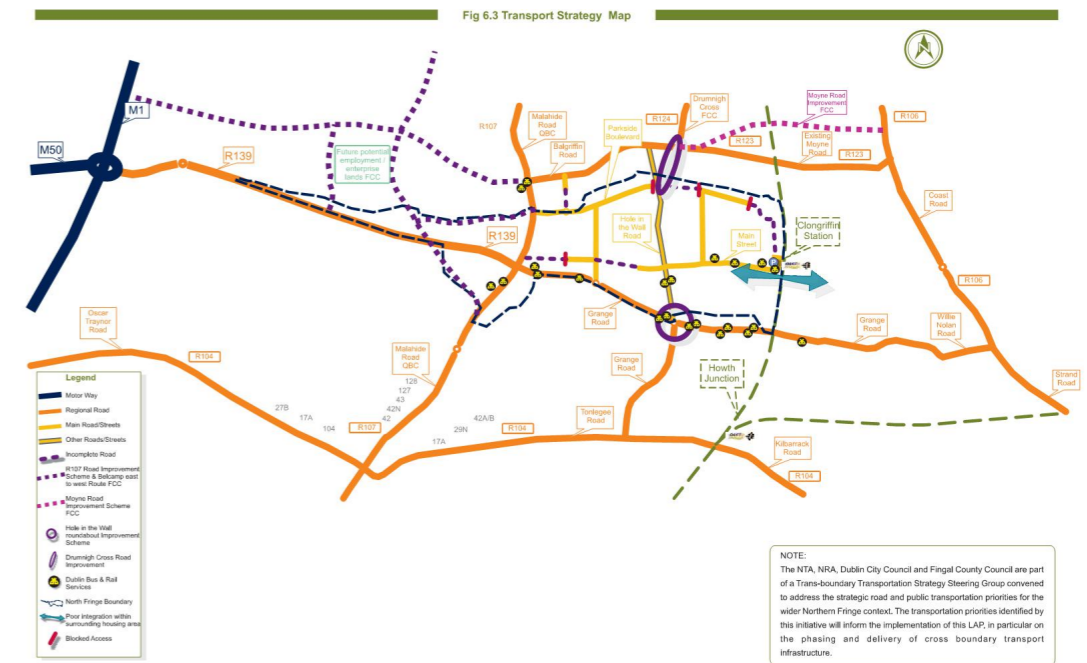 Fig 6.3 Transport Strategy Map
M1
M50
R139
Future potential
employment /
enterprise
lands FCC
R107
Malahide
Road
QBC
Balgriffin
Road
Parkside
Boulevard
R124
Drumnigh
Cross
FCC
Moyne Road
Improvement
FCC
R123
Existing
Moyne
Road
R123
R106
Coast
Road
R139
Hole in
the Wall
Road
Main
Street
P
Clongriffin
Station
R106
Oscar
Traynor
Road
R104
Grange
Road
Grange
Road
Willie
Nolan
Road
Malahide
Road
QBC
Grange
Road
Howth
Junction
Strand
Road
128
127
43
42N
42
27B
17A
104
R107
42A/B
29N
17A
R104
Tonlegee
Road
Kilbarrack
Road
R104
Legend
Motor Way
Regional Road
Main Road/Streets
Other Roads/Streets
Incomplete Road
R107 Road Improvement
Scheme & Belcamp east
to west Route FCC
Moyne Road
Improvement Scheme
FCC
Hole in the Wall
roundabout Improvement
Scheme
Drumnigh Cross Road
Improvement
Dublin Bus & Rail
Services
North Fringe Boundary
Poor integration within
surrounding housing area
Blocked Access
NOTE:
The NTA, NRA, Dublin City Council and Fingal County Council are part
of a Trans-boundary Transportation Strategy Steering Group convened
to address the strategic road and public transportation priorities for the
wider Northern Fringe context. The transportation priorities identified by
this initiative will inform the implementation of this LAP, in particular on
the phasing and delivery of cross boundary transport
infrastructure.